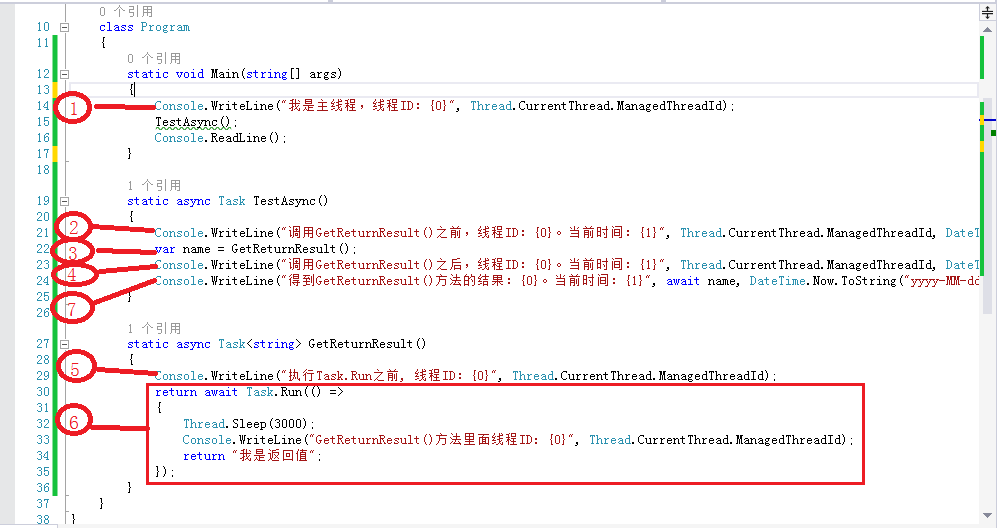 0 个引用
10 class Program
11 {
0 个引用
12 static void Main(string[] args)
13 {
① 14 Console.WriteLine("我是主线程，线程ID：{0}", Thread.CurrentThread.ManagedThreadId);
15 TestAsync();
16 Console.ReadLine();
17 }
18
1 个引用
19 static async Task TestAsync()
20 {
② 21 Console.WriteLine("调用GetReturnResult()之前，线程ID：{0}。当前时间：{1}", Thread.CurrentThread.ManagedThreadId, DateT
③ 22 var name = GetReturnResult();
④ 23 Console.WriteLine("调用GetReturnResult()之后，线程ID：{0}。当前时间：{1}", Thread.CurrentThread.ManagedThreadId, DateT
⑦ 24 Console.WriteLine("得到GetReturnResult()方法的结果：{0}。当前时间：{1}", await name, DateTime.Now.ToString("yyyy-MM-dd
25 }
26
1 个引用
27 static async Task<string> GetReturnResult()
28 {
⑤ 29 Console.WriteLine("执行Task.Run之前, 线程ID：{0}", Thread.CurrentThread.ManagedThreadId);
30 return await Task.Run(() =>
31 {
⑥ 32 Thread.Sleep(3000);
33 Console.WriteLine("GetReturnResult()方法里面线程ID：{0}", Thread.CurrentThread.ManagedThreadId);
34 return "我是返回值";
35 });
36 }
37 }
38 }